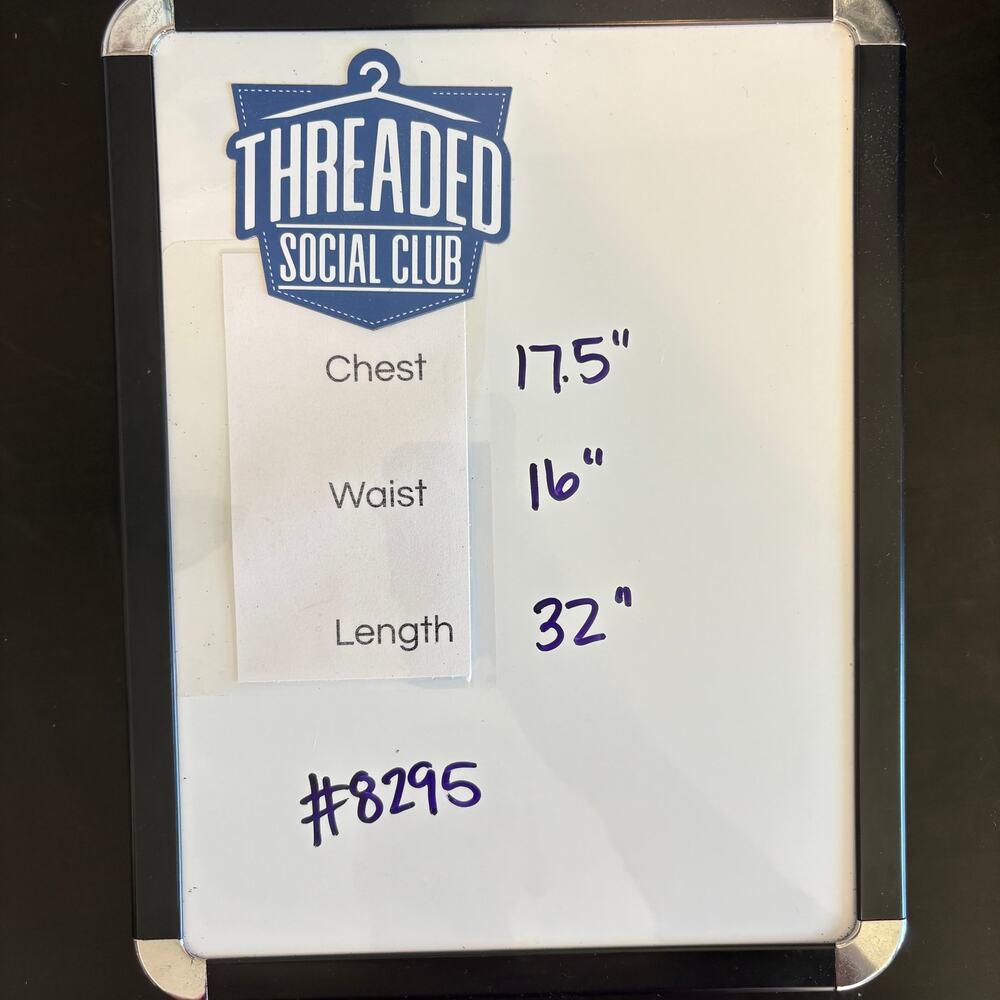 THREADED
SOCIAL CLUB
Chest 17.5"
Waist 16"
Length 32"
#8295